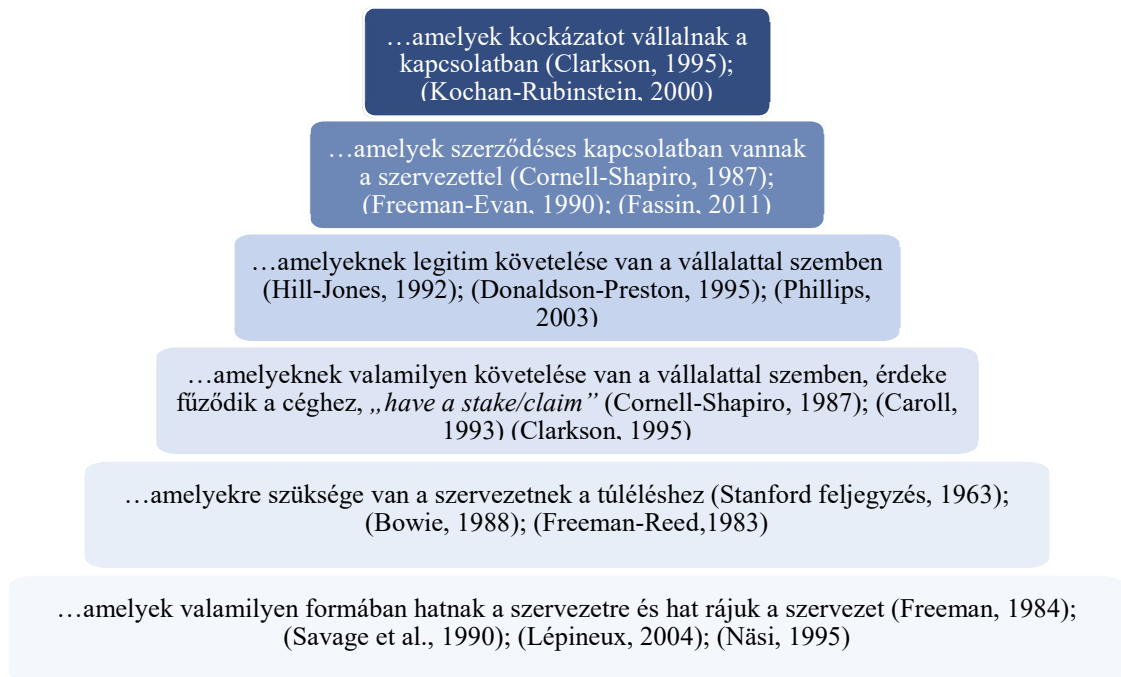 …amelyek kockázatot vállalnak a
kapcsolatban (Clarkson, 1995);
(Kochan-Rubinstein, 2000)
…amelyek szerződéses kapcsolatban vannak
a szervezettel (Cornell-Shapiro, 1987);
(Freeman-Evan, 1990); (Fassin, 2011)
…amelyeknek legitim követelése van a vállalattal szemben
(Hill-Jones, 1992); (Donaldson-Preston, 1995); (Phillips,
2003)
…amelyeknek valamilyen követelése van a vállalattal szemben, érdeke
fűződik a céghez, „have a stake/claim” (Cornell-Shapiro, 1987); (Caroll,
1993) (Clarkson, 1995)
…amelyekre szüksége van a szervezetnek a túléléshez (Stanford feljegyzés, 1963);
(Bowie, 1988); (Freeman-Reed,1983)
…amelyek valamilyen formában hatnak a szervezetre és hat rájuk a szervezet (Freeman, 1984);
(Savage et al., 1990); (Lépineux, 2004); (Näsi, 1995)